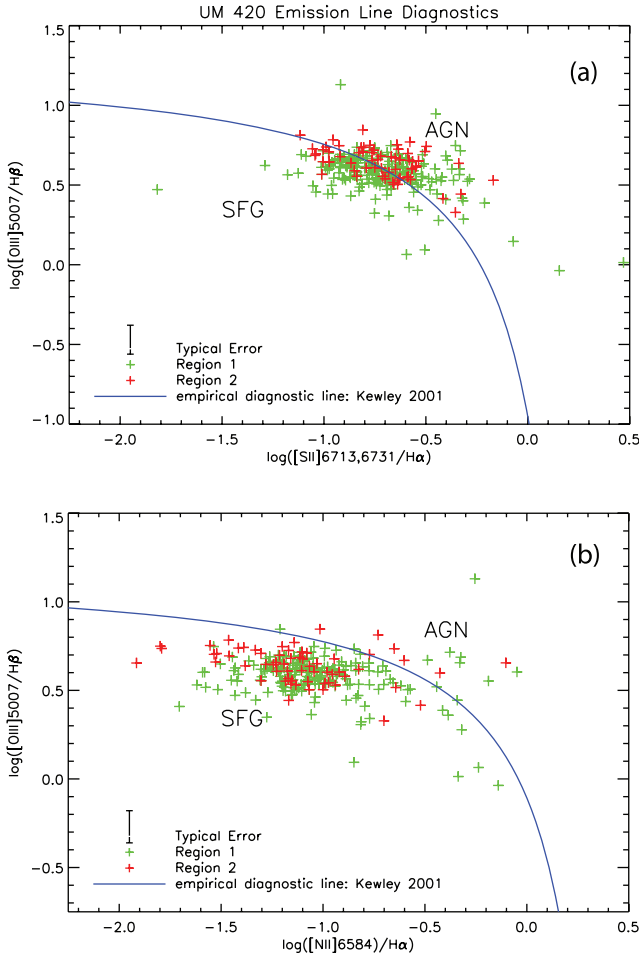 UM 420 Emission Line Diagnostics
(a)
1.5
1.0
0.5
0.0
−0.5
−1.0
log([OIII]5007/Hβ)
AGN
SFG
Typical Error
Region 1
Region 2
empirical diagnostic line: Kewley 2001
−2.0 −1.5 −1.0 −0.5 0.0 0.5
log([SII]6713,6731/Hα)
(b)
1.5
1.0
0.5
0.0
−0.5
log([OIII]5007/Hβ)
AGN
SFG
Typical Error
Region 1
Region 2
empirical diagnostic line: Kewley 2001
−2.0 −1.5 −1.0 −0.5 0.0 0.5
log([NII]6584)/Hα)